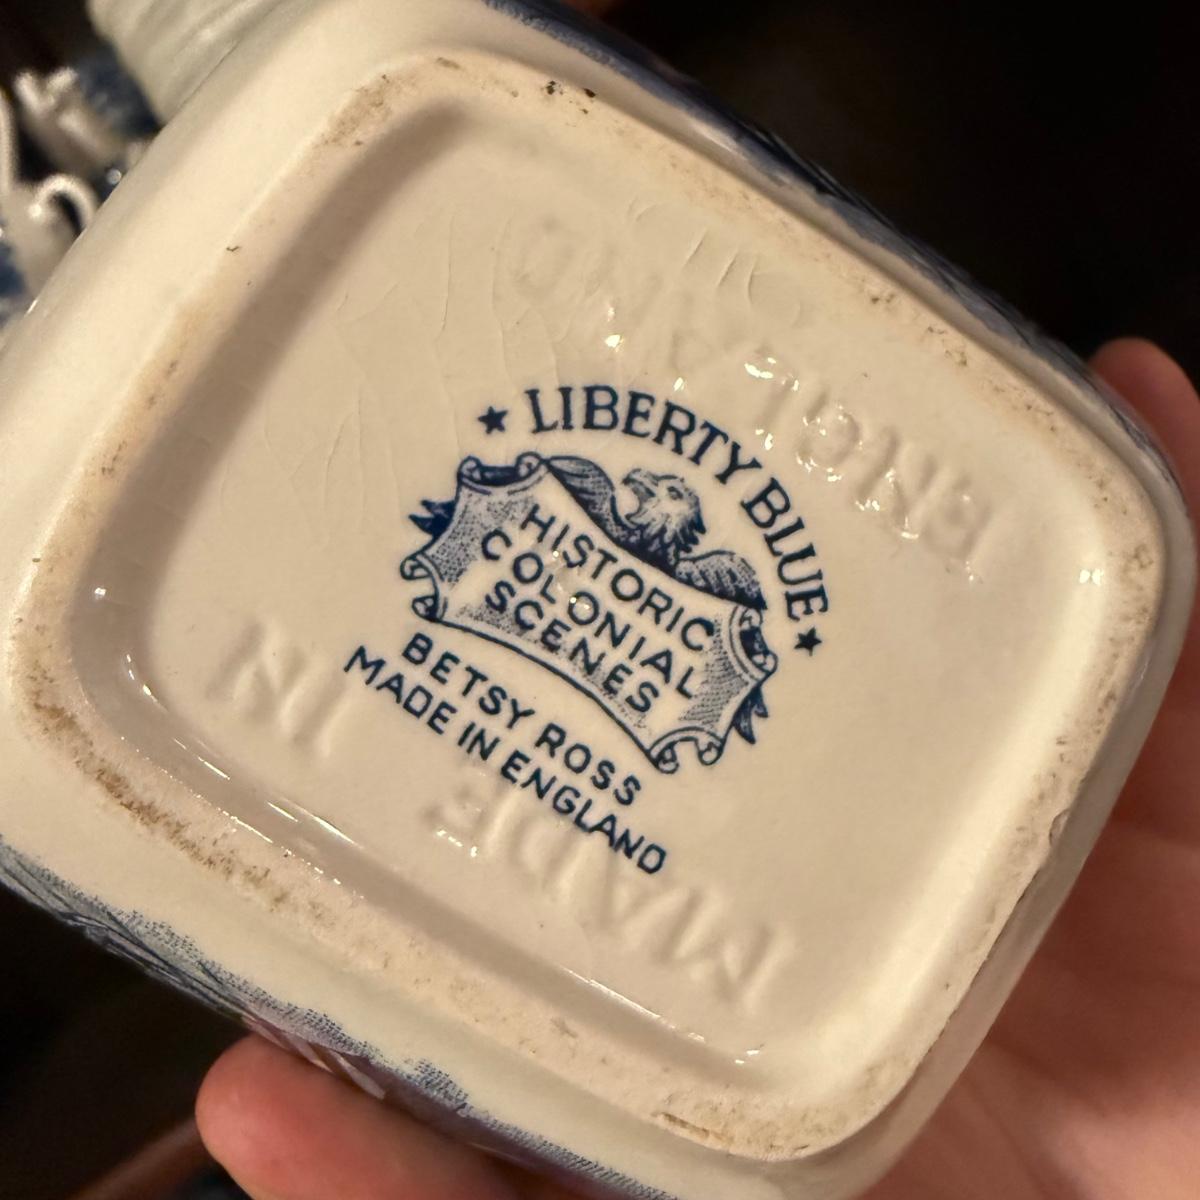 ★ LIBERTY BLUE ★
HISTORIC
COLONIAL
SCENES
BETSY ROSS
MADE IN ENGLAND
MADE IN
ENGLAND